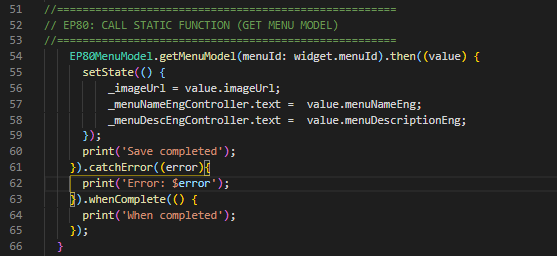 51 //====================================================
52 // EP80: CALL STATIC FUNCTION (GET MENU MODEL)
53 //====================================================
54 EP80MenuModel.getMenuModel(menuId: widget.menuId).then((value) {
55 setState(() {
56 _imageUrl = value.imageUrl;
57 _menuNameEngController.text =  value.menuNameEng;
58 _menuDescEngController.text =  value.menuDescriptionEng;
59 });
60 print('Save completed');
61 }).catchError((error){
62 print('Error: $error');
63 }).whenComplete(() {
64 print('When completed');
65 });
66 }